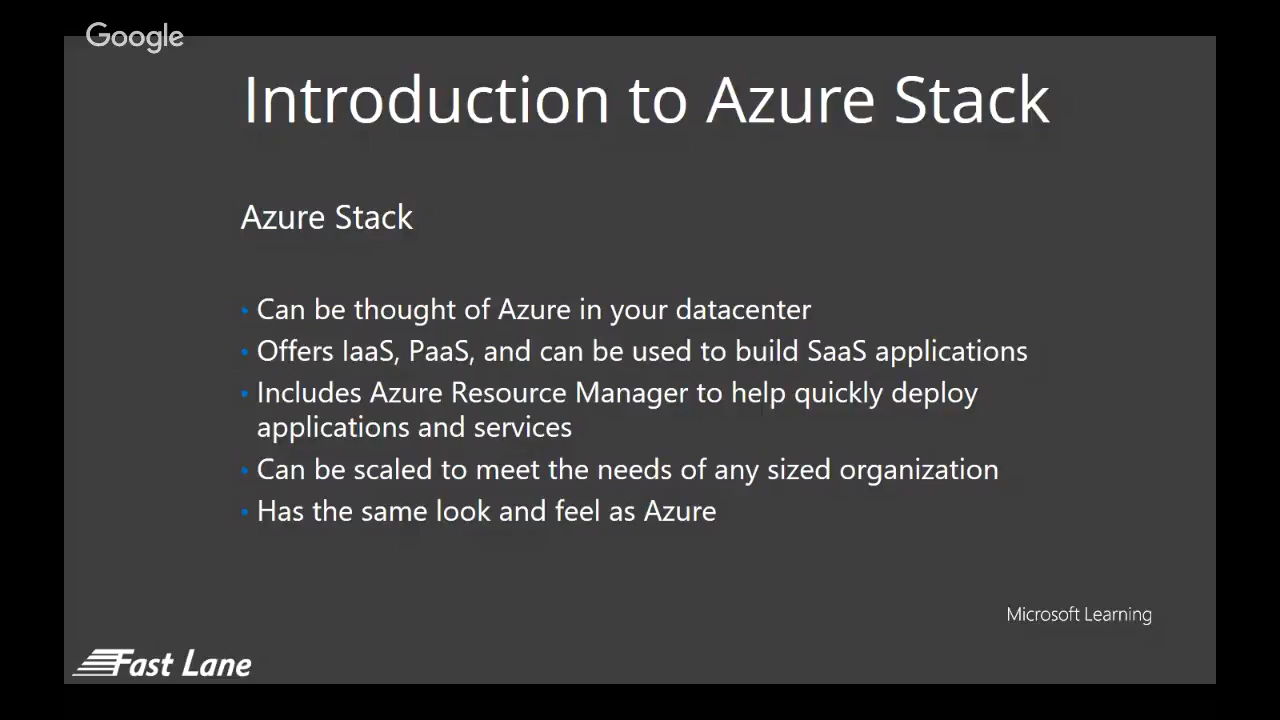 Google
Introduction to Azure Stack
Azure Stack
• Can be thought of Azure in your datacenter
• Offers IaaS, PaaS, and can be used to build SaaS applications
• Includes Azure Resource Manager to help quickly deploy
applications and services
• Can be scaled to meet the needs of any sized organization
• Has the same look and feel as Azure
Microsoft Learning
Fast Lane